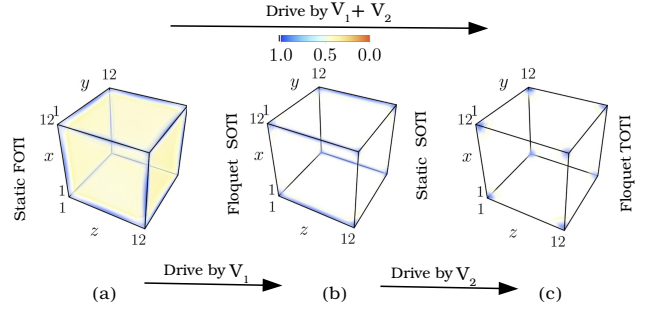 Drive by V1 + V2
1.0 0.5 0.0
Static FOTI
y
12
12
1
x
1
1
z
12
Floquet SOTI
y
12
12
1
x
1
1
z
12
Static SOTI
y
12
12
1
x
1
1
z
12
Floquet TOTI
Drive by V1
Drive by V2
(a)
(b)
(c)